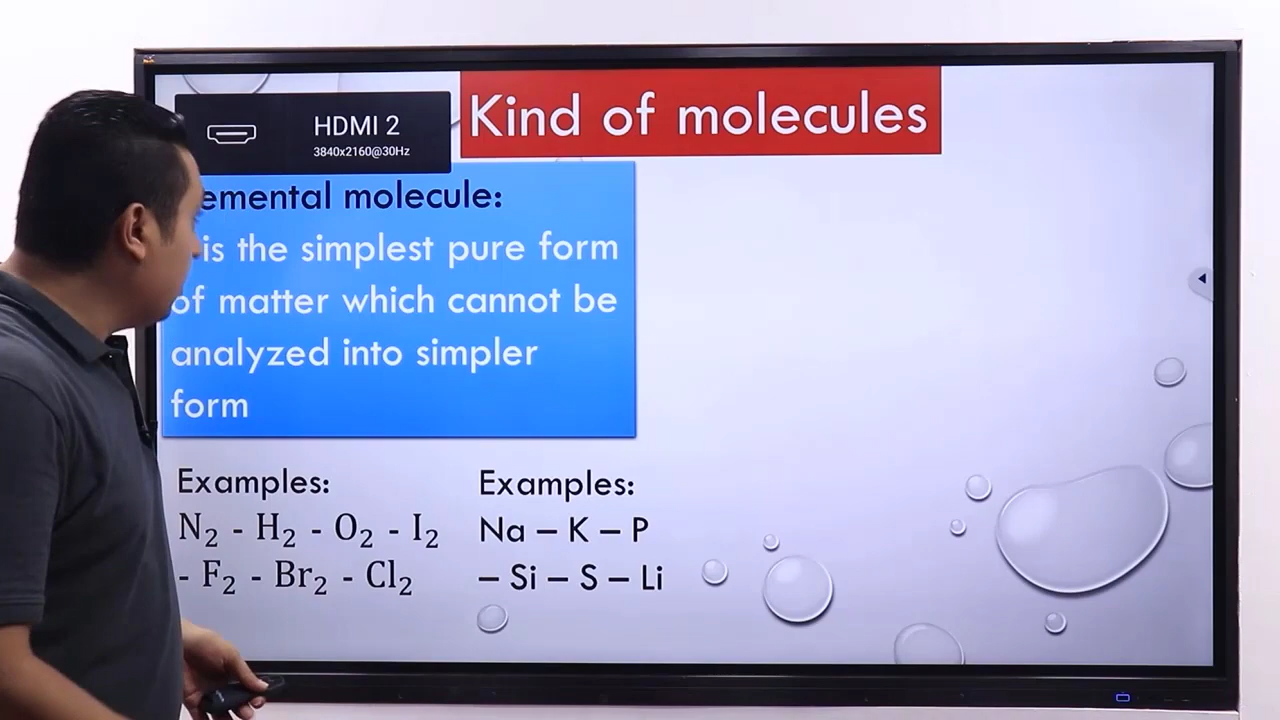 HDMI 2
3840x2160@30Hz
Kind of molecules
emental molecule:
is the simplest pure form
of matter which cannot be
analyzed into simpler
form
Examples:
N₂ - H₂ - O₂ - I₂
- F₂ - Br₂ - Cl₂
Examples:
Na – K – P
– Si – S – Li